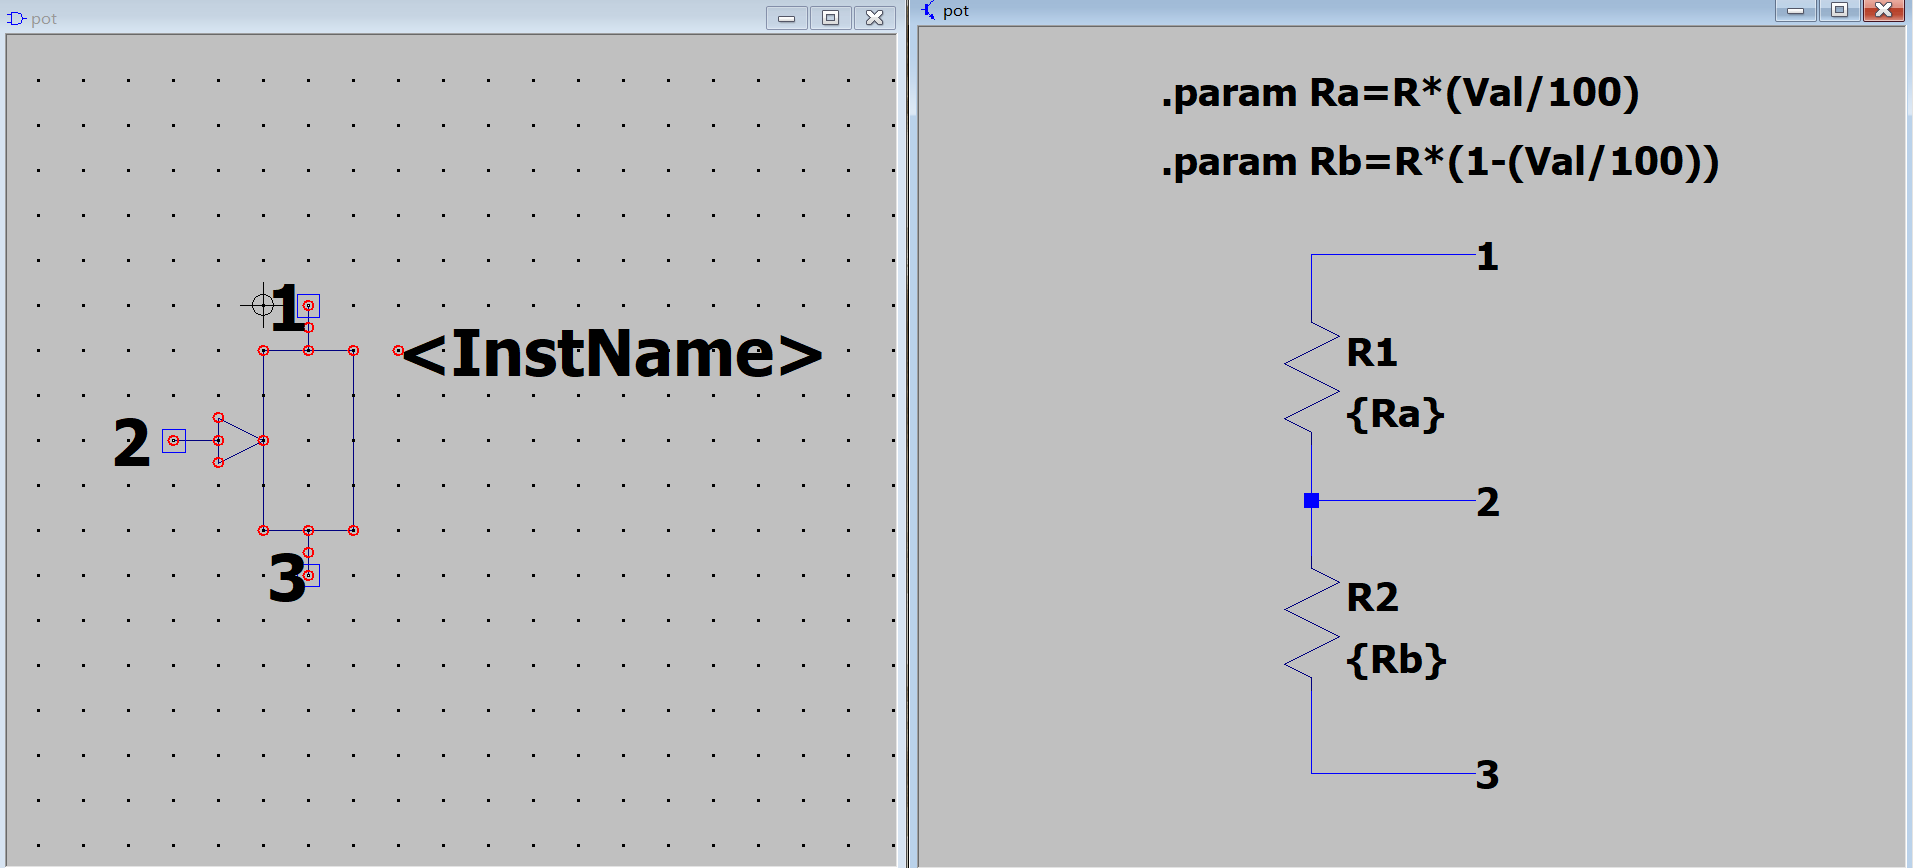 pot
1
<InstName>
2
3
pot
.param Ra=R*(Val/100)
.param Rb=R*(1-(Val/100))
1
R1
{Ra}
2
R2
{Rb}
3